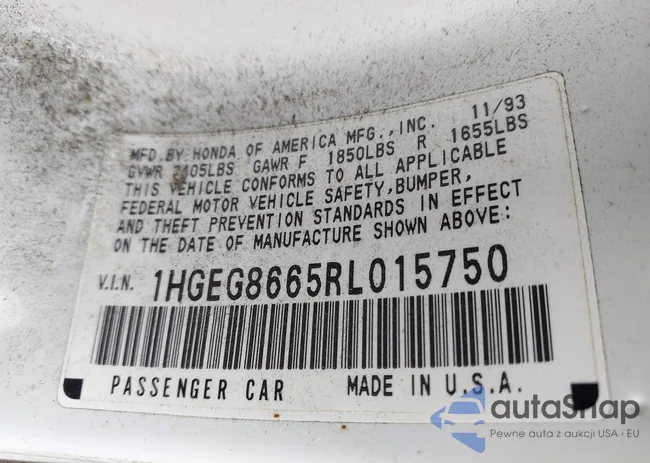 11/93
MFD.BY HONDA OF AMERICA MFG.,INC.
GVWR LBS GAWR F 1850LBS R 1655LBS
THIS VEHICLE CONFORMS TO ALL APPLICABLE
FEDERAL MOTOR VEHICLE SAFETY,BUMPER,
AND THEFT PREVENTION STANDARDS IN EFFECT
ON THE DATE OF MANUFACTURE SHOWN ABOVE:
V.I.N. 1HGEG8665RL015750
PASSENGER CAR MADE IN U.S.A.
autaSnap
Pewne auta z aukcji USA i EU